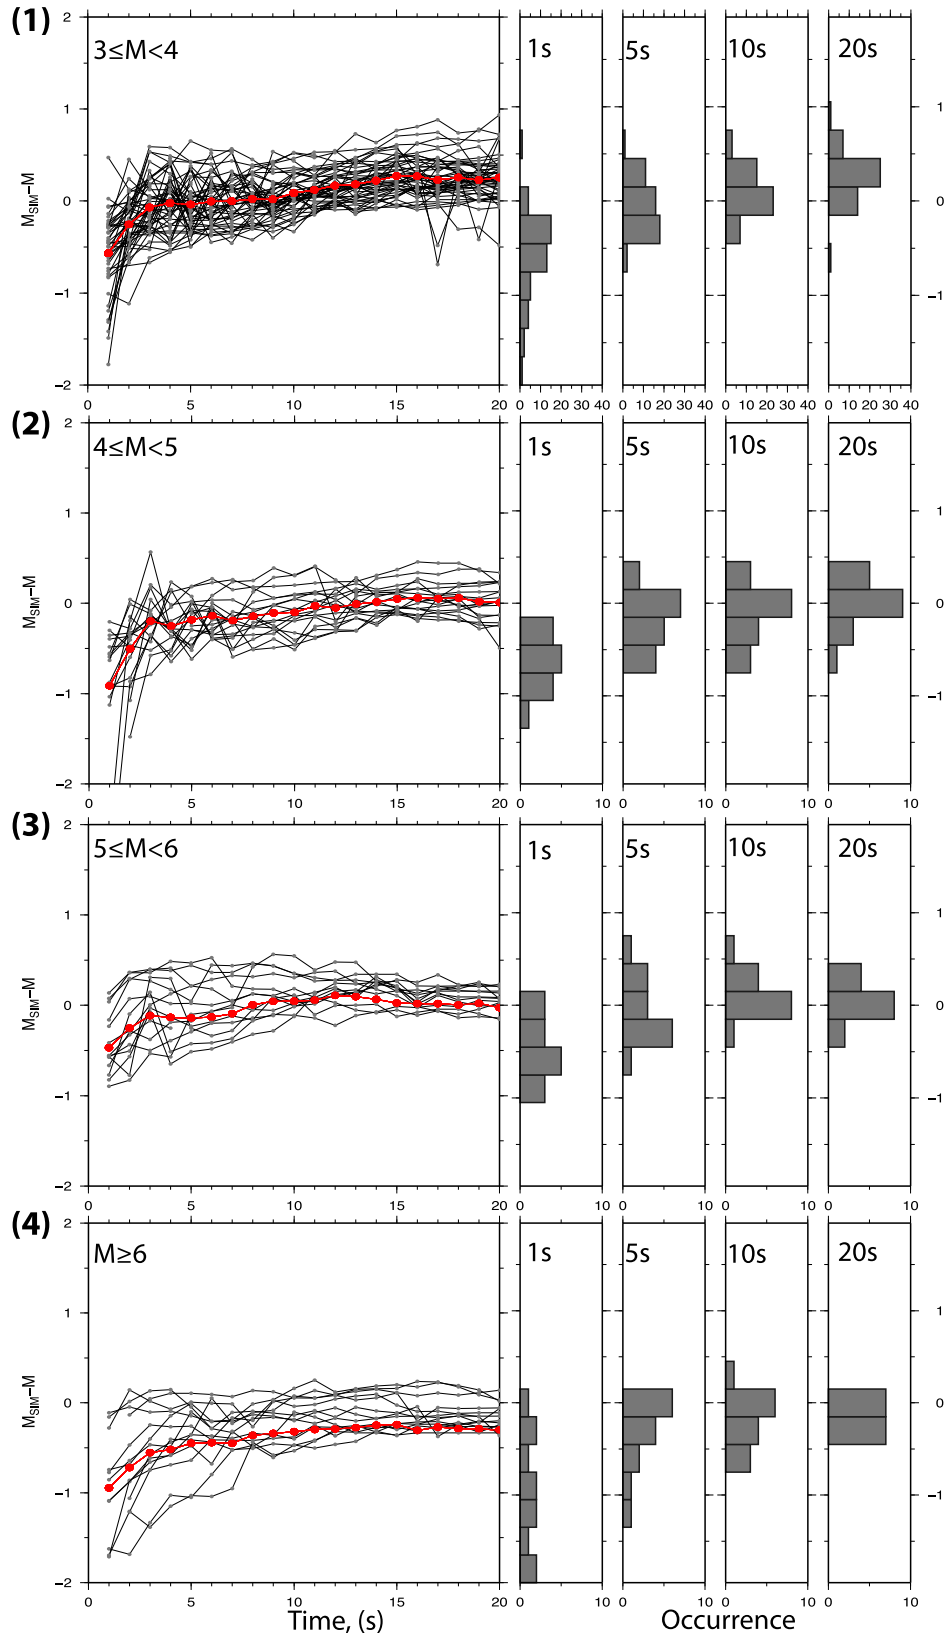 (1)
3≤M<4
1s
5s
10s
20s
2
1
0
−1
−2
M_SIM−M
1
0
−1
0 5 10 15 20
0 10 20 30 40
0 10 20 30 40
0 10 20 30 40
0 10 20 30 40
(2)
4≤M<5
1s
5s
10s
20s
2
1
0
−1
−2
M_SIM−M
1
0
−1
0 5 10 15 20
0 10
0 10
0 10
0 10
(3)
5≤M<6
1s
5s
10s
20s
2
1
0
−1
−2
M_SIM−M
1
0
−1
0 5 10 15 20
0 10
0 10
0 10
0 10
(4)
M≥6
1s
5s
10s
20s
2
1
0
−1
−2
M_SIM−M
1
0
−1
0 5 10 15 20
0 10
0 10
0 10
0 10
Time, (s)
Occurrence